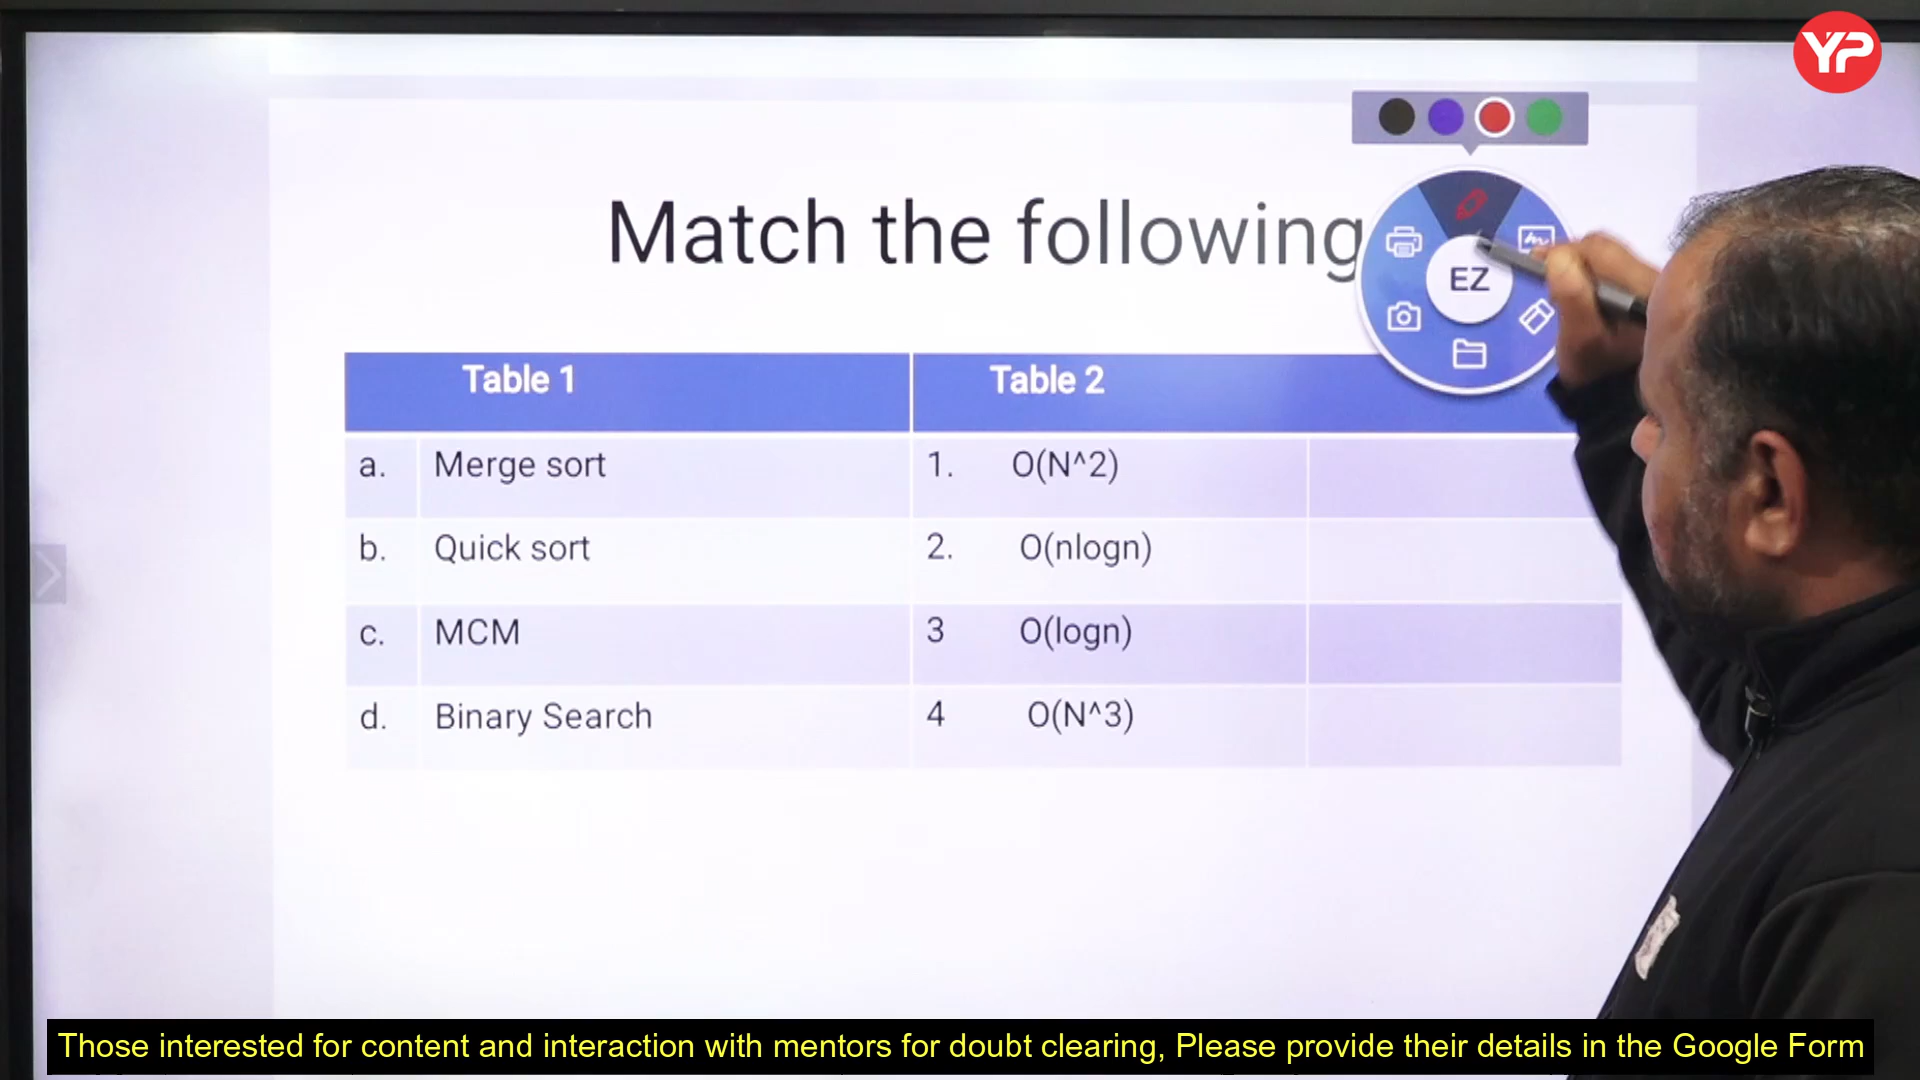 YP
Match the following
EZ
Table 1 Table 2
a. Merge sort 1. O(N^2)
b. Quick sort 2. O(nlogn)
c. MCM 3 O(logn)
d. Binary Search 4 O(N^3)
Those interested for content and interaction with mentors for doubt clearing, Please provide their details in the Google Form